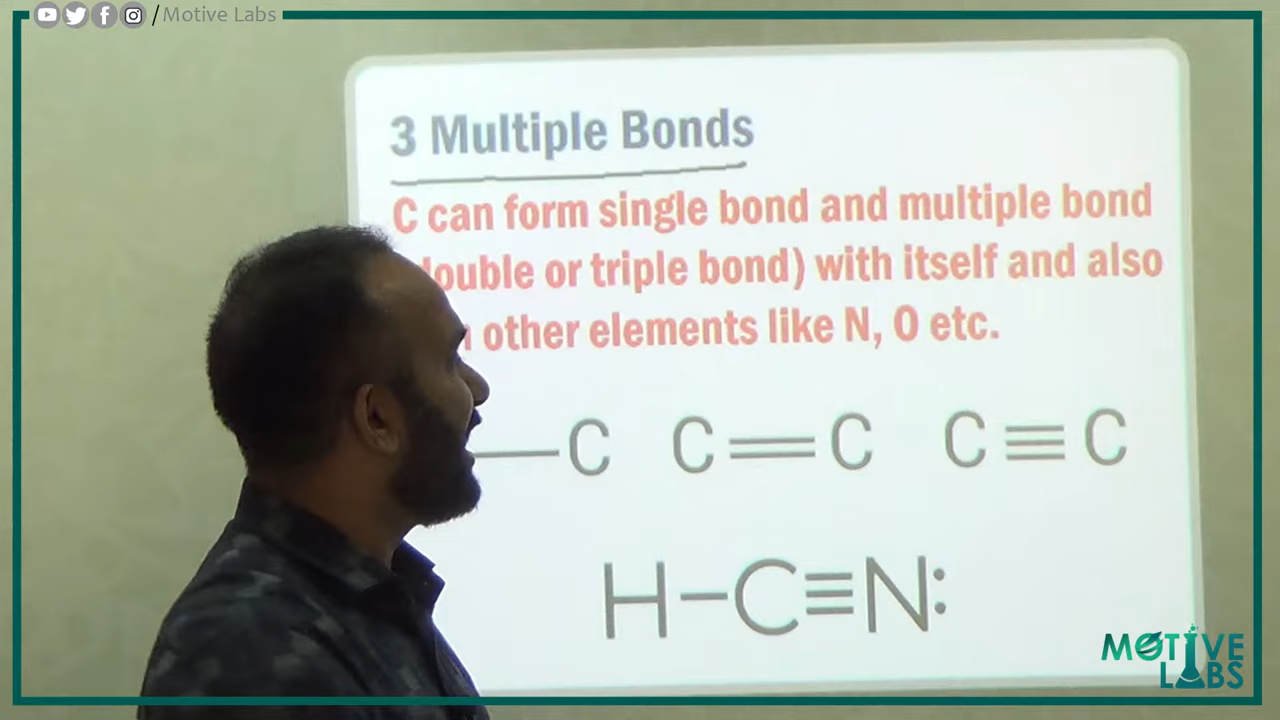 /Motive Labs
3 Multiple Bonds
C can form single bond and multiple bond
double or triple bond) with itself and also
other elements like N, O etc.
—C C=C C≡C
H–C≡N:
MOTIVE
LABS